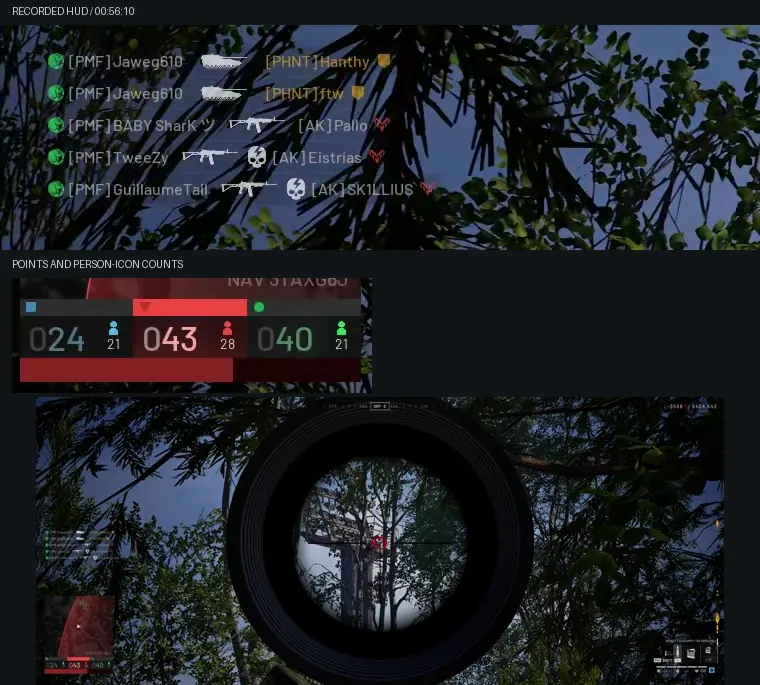 RECORDED HUD / 00:56:10
[PMF]Jaweg610 [PHNT]Hanthy
[PMF]Jaweg610 [PHNT]ftw
[PMF]BABY SharK ツ [AK]Palio
[PMF]TweeZy [AK]Eistrias
[PMF]GuillaumeTail [AK]SK1LLIUS
POINTS AND PERSON-ICON COUNTS
024 21 043 28 040 21
024 043 040